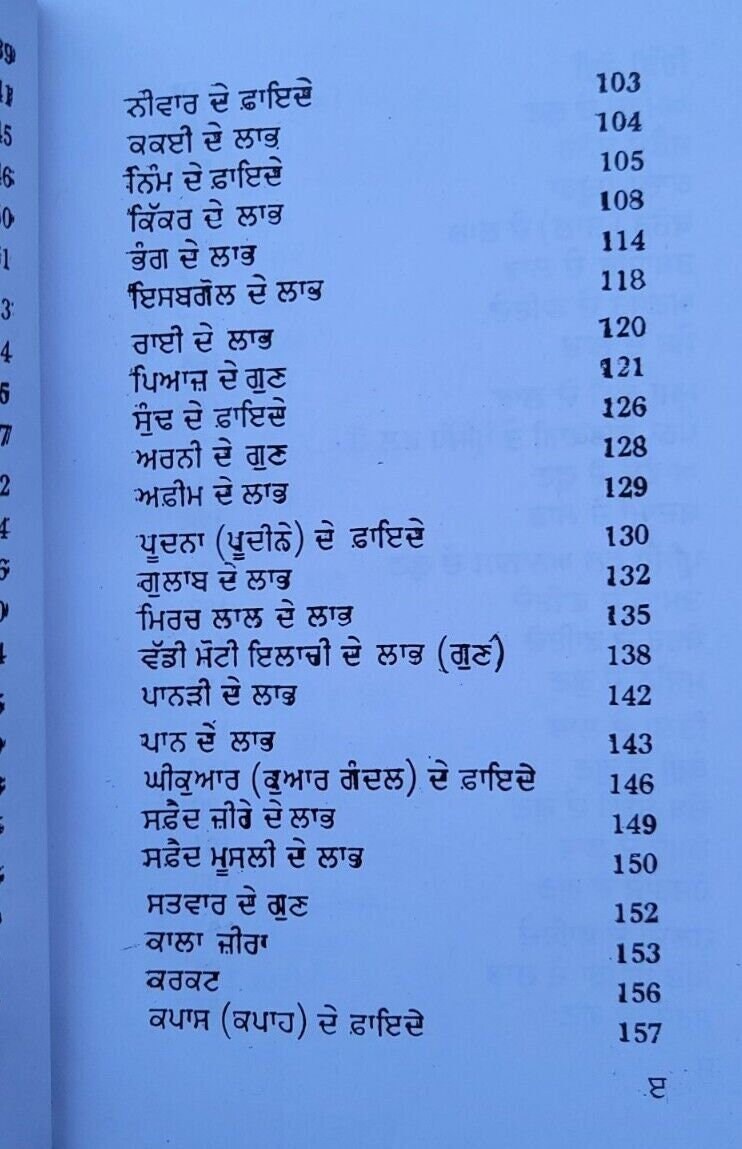 ਨੀਵਾਰ ਦੇ ਫ਼ਾਇਦੇ 103
ਕਕਈ ਦੇ ਲਾਭ 104
ਨਿੰਮ ਦੇ ਫ਼ਾਇਦੇ 105
ਕਿੱਕਰ ਦੇ ਲਾਭ 108
ਭੰਗ ਦੇ ਲਾਭ 114
ਇਸਬਗੋਲ ਦੇ ਲਾਭ 118
ਰਾਈ ਦੇ ਲਾਭ 120
ਪਿਆਜ਼ ਦੇ ਗੁਣ 121
ਸੁੰਢ ਦੇ ਫ਼ਾਇਦੇ 126
ਅਰਨੀ ਦੇ ਗੁਣ 128
ਅਫ਼ੀਮ ਦੇ ਲਾਭ 129
ਪੂਦਨਾ (ਪੂਦੀਨੇ) ਦੇ ਫ਼ਾਇਦੇ 130
ਗੁਲਾਬ ਦੇ ਲਾਭ 132
ਮਿਰਚ ਲਾਲ ਦੇ ਲਾਭ 135
ਵੱਡੀ ਮੋਟੀ ਇਲਾਚੀ ਦੇ ਲਾਭ (ਗੁਣ) 138
ਪਾਨੜੀ ਦੇ ਲਾਭ 142
ਪਾਨ ਦੇ ਲਾਭ 143
ਘੀਕੁਆਰ (ਕੁਆਰ ਗੰਦਲ) ਦੇ ਫ਼ਾਇਦੇ 146
ਸਫ਼ੈਦ ਜ਼ੀਰੇ ਦੇ ਲਾਭ 149
ਸਫ਼ੈਦ ਮੂਸਲੀ ਦੇ ਲਾਭ 150
ਸਤਵਾਰ ਦੇ ਗੁਣ 152
ਕਾਲਾ ਜ਼ੀਰਾ 153
ਕਰਕਟ 156
ਕਪਾਸ (ਕਪਾਹ) ਦੇ ਫ਼ਾਇਦੇ 157
ੲ